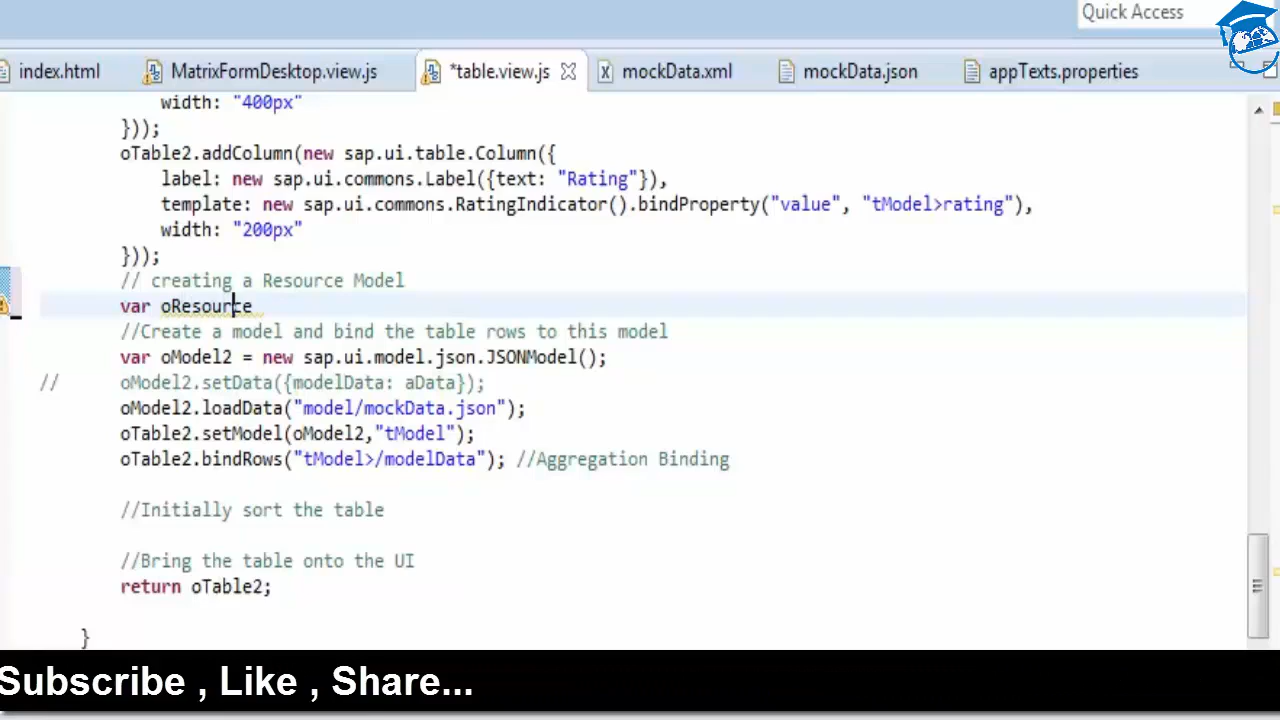 Quick Access
index.html MatrixFormDesktop.view.js *table.view.js mockData.xml mockData.json appTexts.properties
width: "400px"
}));
oTable2.addColumn(new sap.ui.table.Column({
label: new sap.ui.commons.Label({text: "Rating"}),
template: new sap.ui.commons.RatingIndicator().bindProperty("value", "tModel>rating"),
width: "200px"
}));
// creating a Resource Model
var oResource
//Create a model and bind the table rows to this model
var oModel2 = new sap.ui.model.json.JSONModel();
// oModel2.setData({modelData: aData});
oModel2.loadData("model/mockData.json");
oTable2.setModel(oModel2,"tModel");
oTable2.bindRows("tModel>/modelData"); //Aggregation Binding
//Initially sort the table
//Bring the table onto the UI
return oTable2;
}
Subscribe , Like , Share...